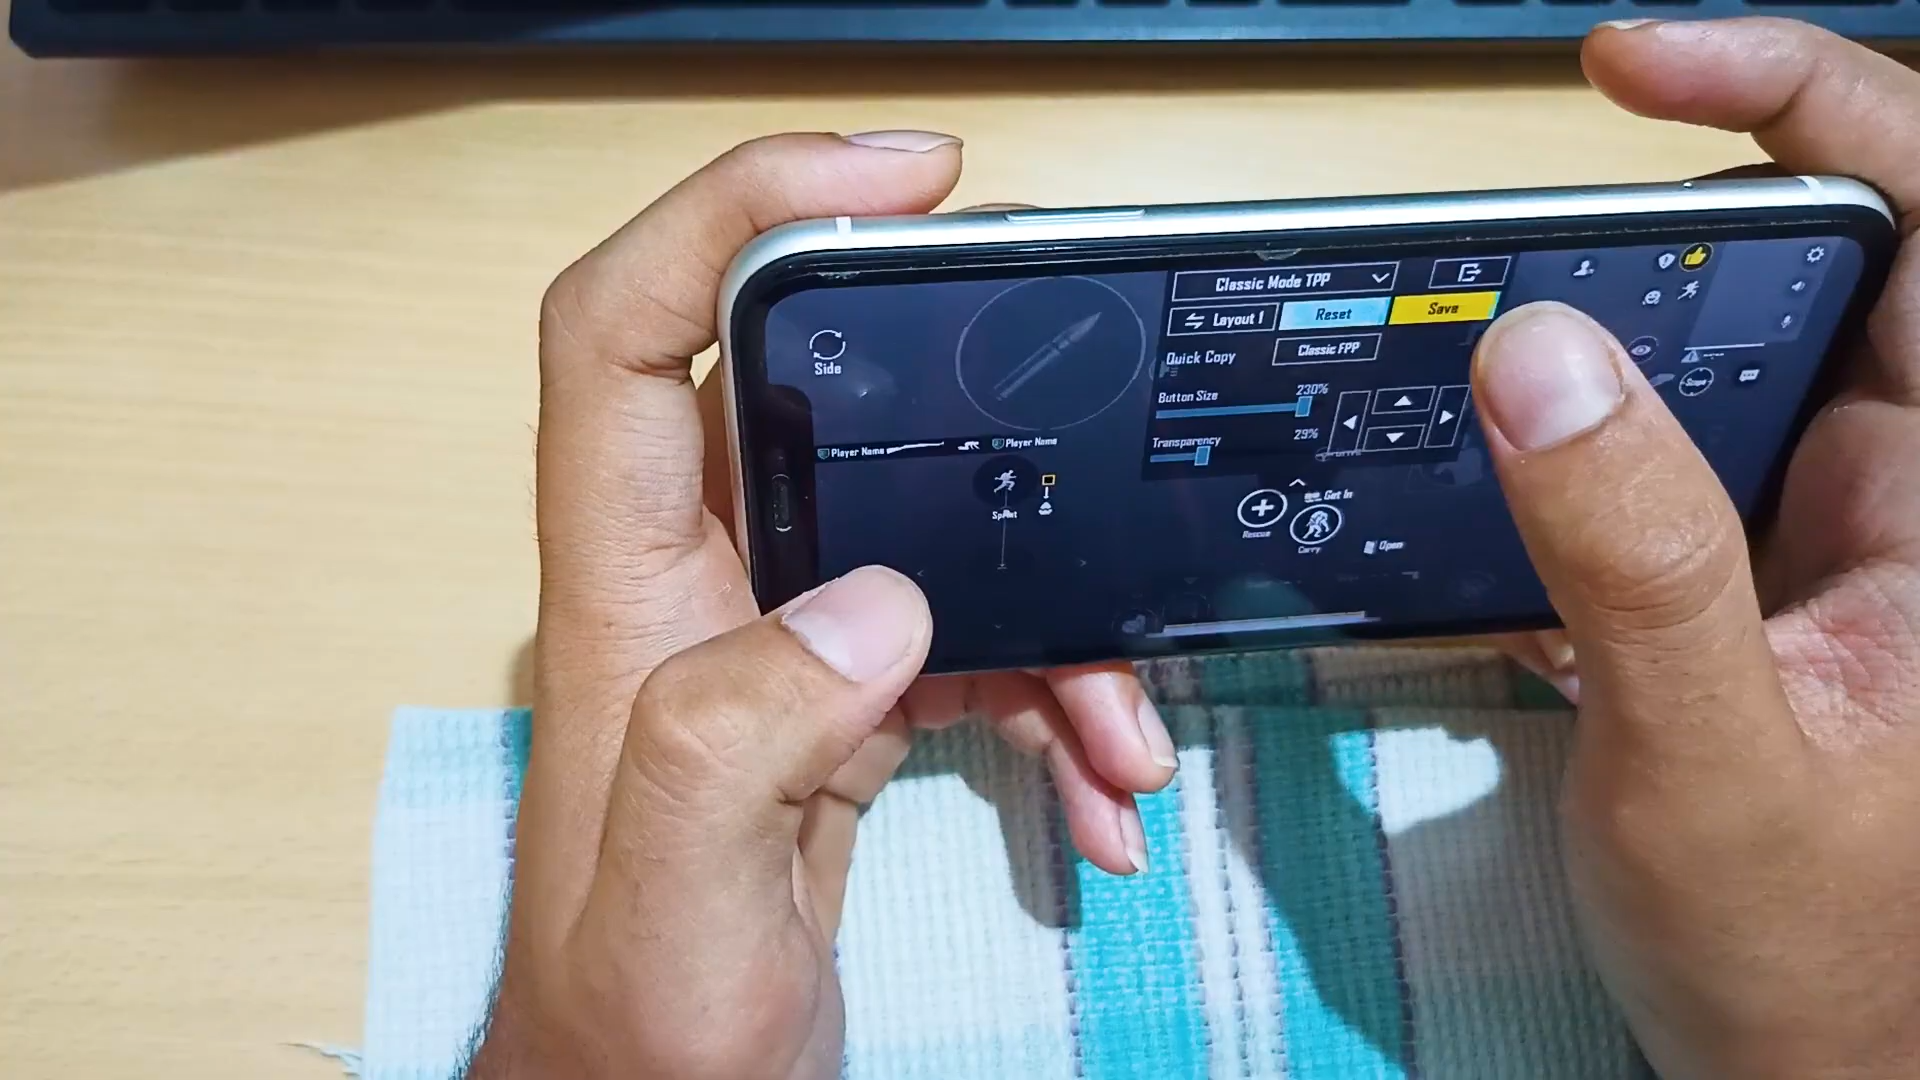 Classic Mode TPP
Layout 1
Reset
Save
Side
Quick Copy
Classic FPP
Button Size
230%
Transparency
29%
Player Name
Player Name
Scope
Sprint
Rescue
Get In
Carry
Open